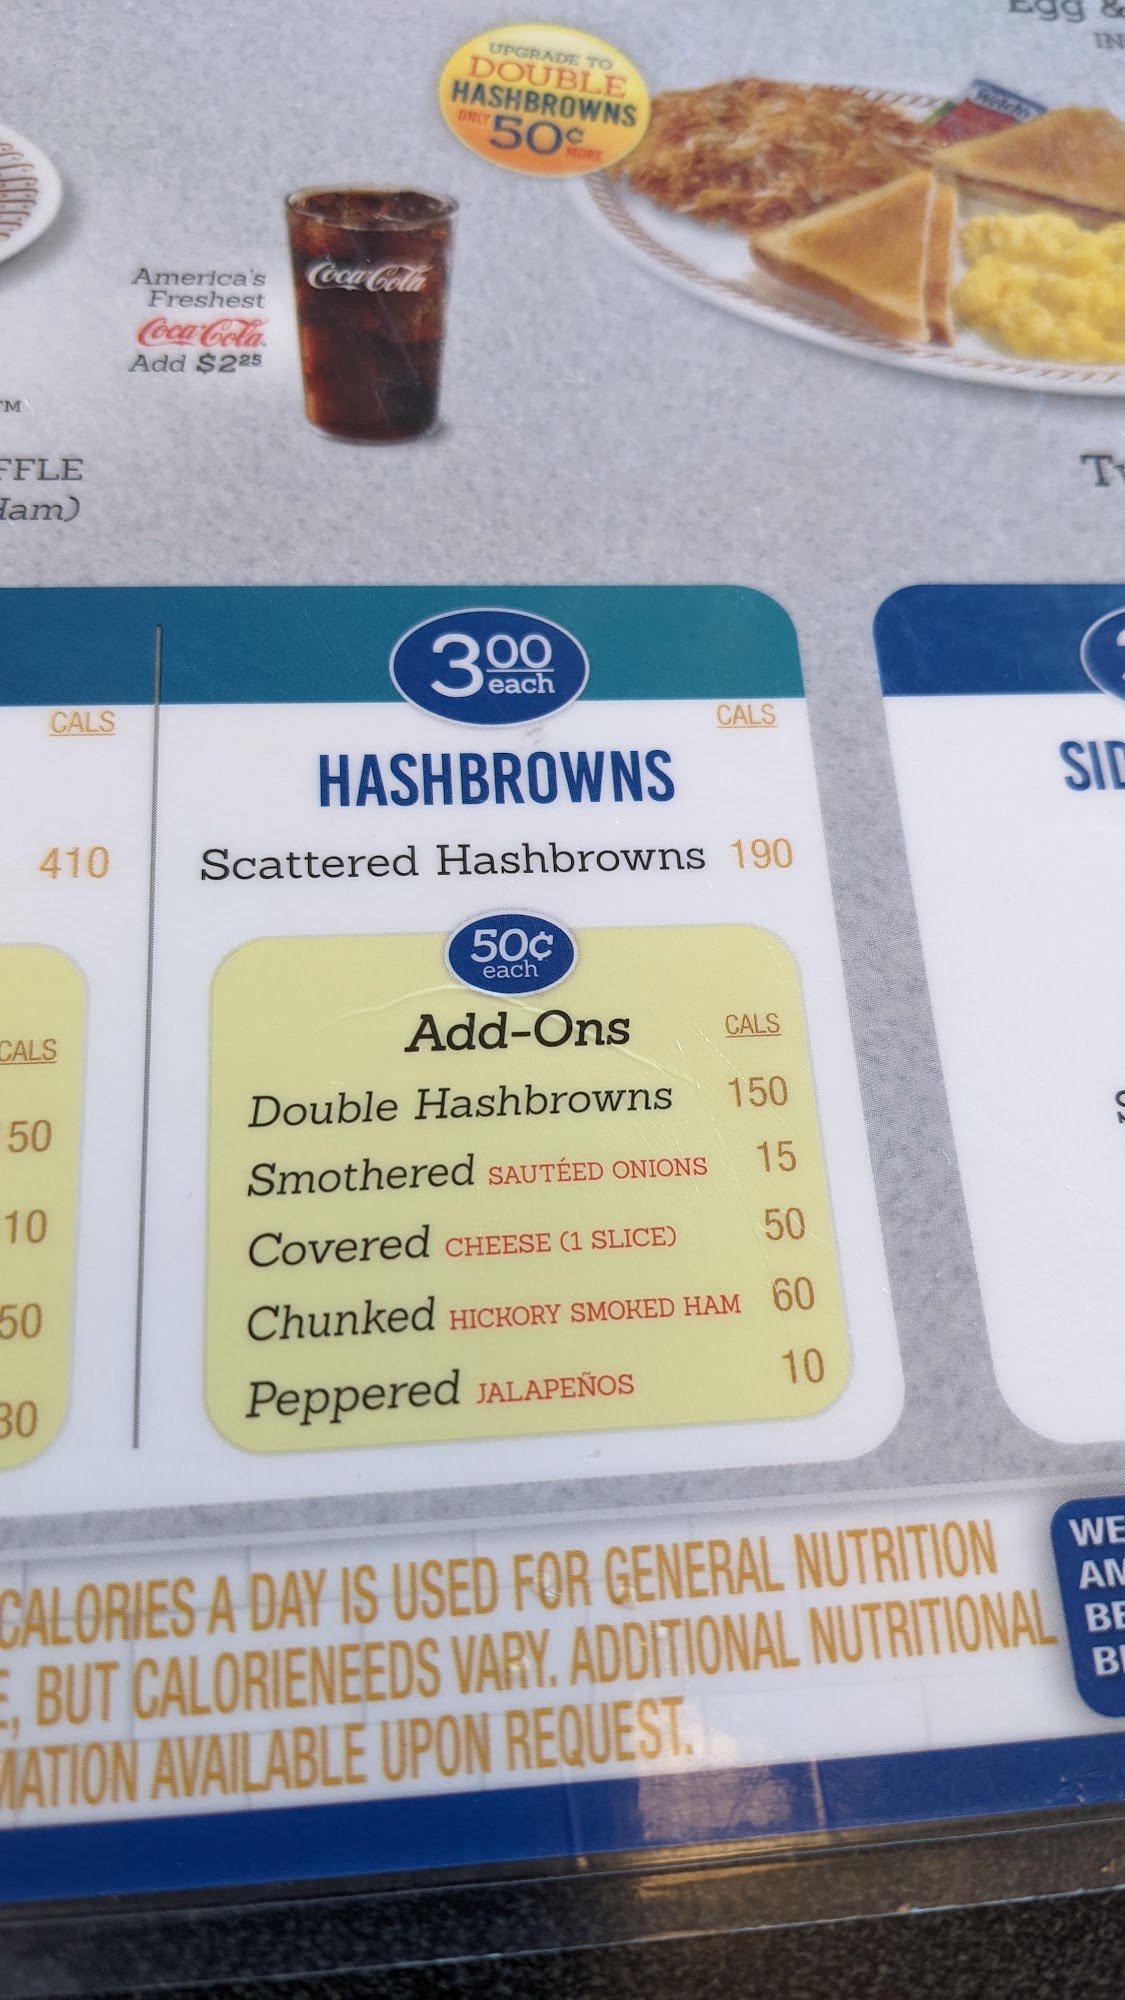 Egg &
IN
UPGRADE TO
DOUBLE
HASHBROWNS
ONLY 50¢ MORE
Welch's
Coca-Cola
America's
Freshest
Coca-Cola.
Add $2.25
TM
FFLE
Ham)
3.00
each
CALS
CALS
HASHBROWNS
SID
410
Scattered Hashbrowns 190
50¢
each
Add-Ons CALS
CALS
Double Hashbrowns 150
50
Smothered SAUTÉED ONIONS 15
10
Covered CHEESE (1 SLICE) 50
50
Chunked HICKORY SMOKED HAM 60
30
Peppered JALAPEÑOS 10
CALORIES A DAY IS USED FOR GENERAL NUTRITION
E, BUT CALORIENEEDS VARY. ADDITIONAL NUTRITIONAL
MATION AVAILABLE UPON REQUEST.
WE
AM
BE